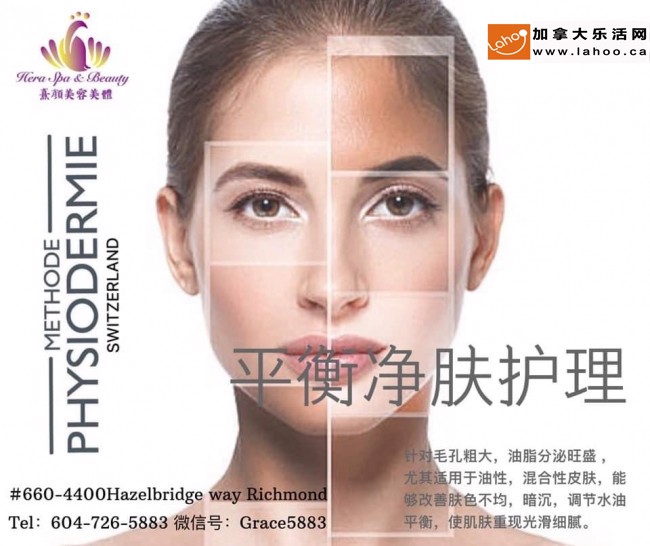 Hera Spa & Beauty
熹顏美容美體
加拿大乐活网
Lahoo
www.lahoo.ca
METHODE
PHYSIODERMIE
SWITZERLAND
平衡净肤护理
针对毛孔粗大，油脂分泌旺盛，
尤其适用于油性，混合性皮肤，能
够改善肤色不均，暗沉，调节水油
平衡，使肌肤重现光滑细腻。
#660-4400Hazelbridge way Richmond
Tel：604-726-5883 微信号：Grace5883